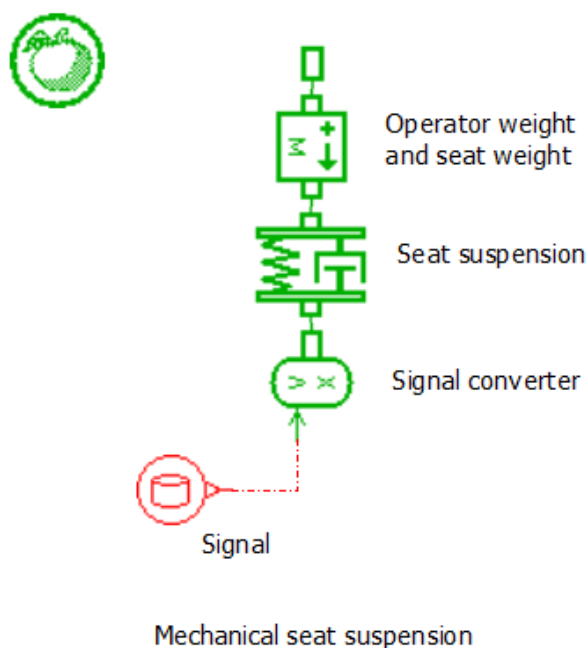 M
Operator weight
and seat weight
Seat suspension
V X
Signal converter
Signal
Mechanical seat suspension